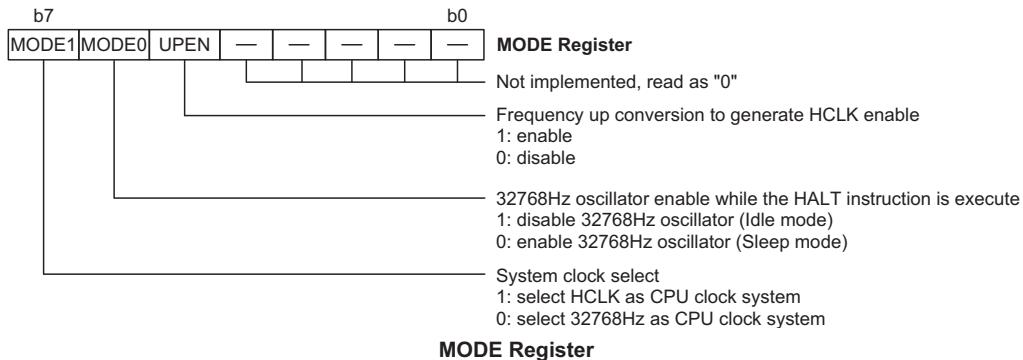 b7 b0
MODE1 MODE0 UPEN — — — — — MODE Register
Not implemented, read as "0"
Frequency up conversion to generate HCLK enable
1: enable
0: disable
32768Hz oscillator enable while the HALT instruction is execute
1: disable 32768Hz oscillator (Idle mode)
0: enable 32768Hz oscillator (Sleep mode)
System clock select
1: select HCLK as CPU clock system
0: select 32768Hz as CPU clock system
MODE Register